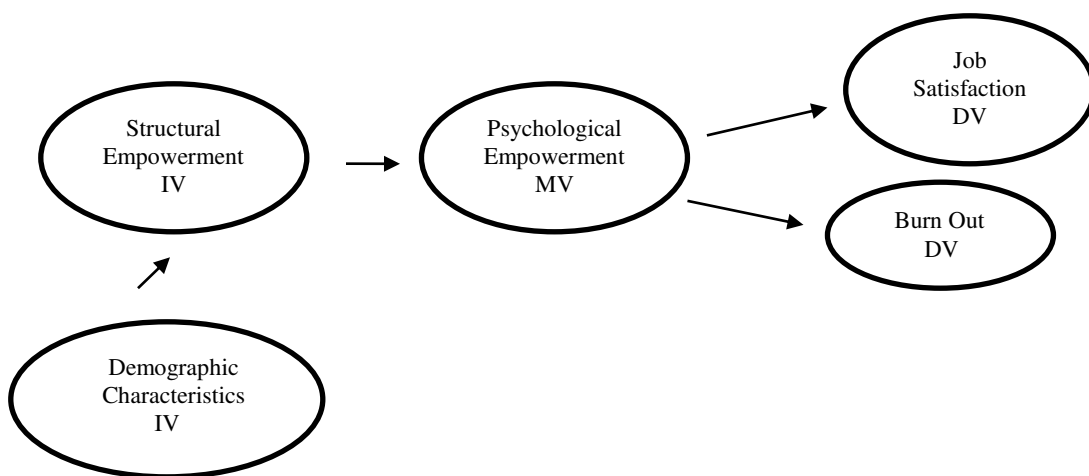 Structural
Empowerment
IV
Psychological
Empowerment
MV
Job
Satisfaction
DV
Burn Out
DV
Demographic
Characteristics
IV